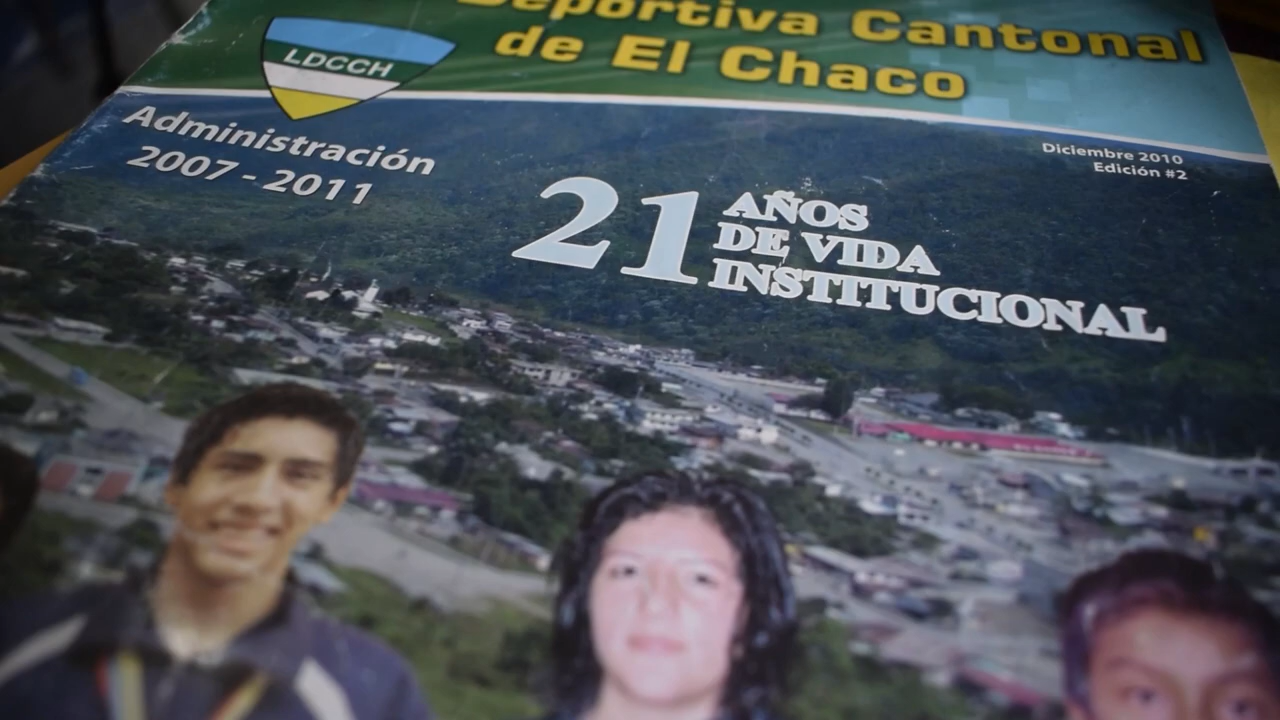 Deportiva Cantonal
de El Chaco
LDCCH
Administración
2007 - 2011
Diciembre 2010
Edición #2
21 AÑOS
DE VIDA
INSTITUCIONAL